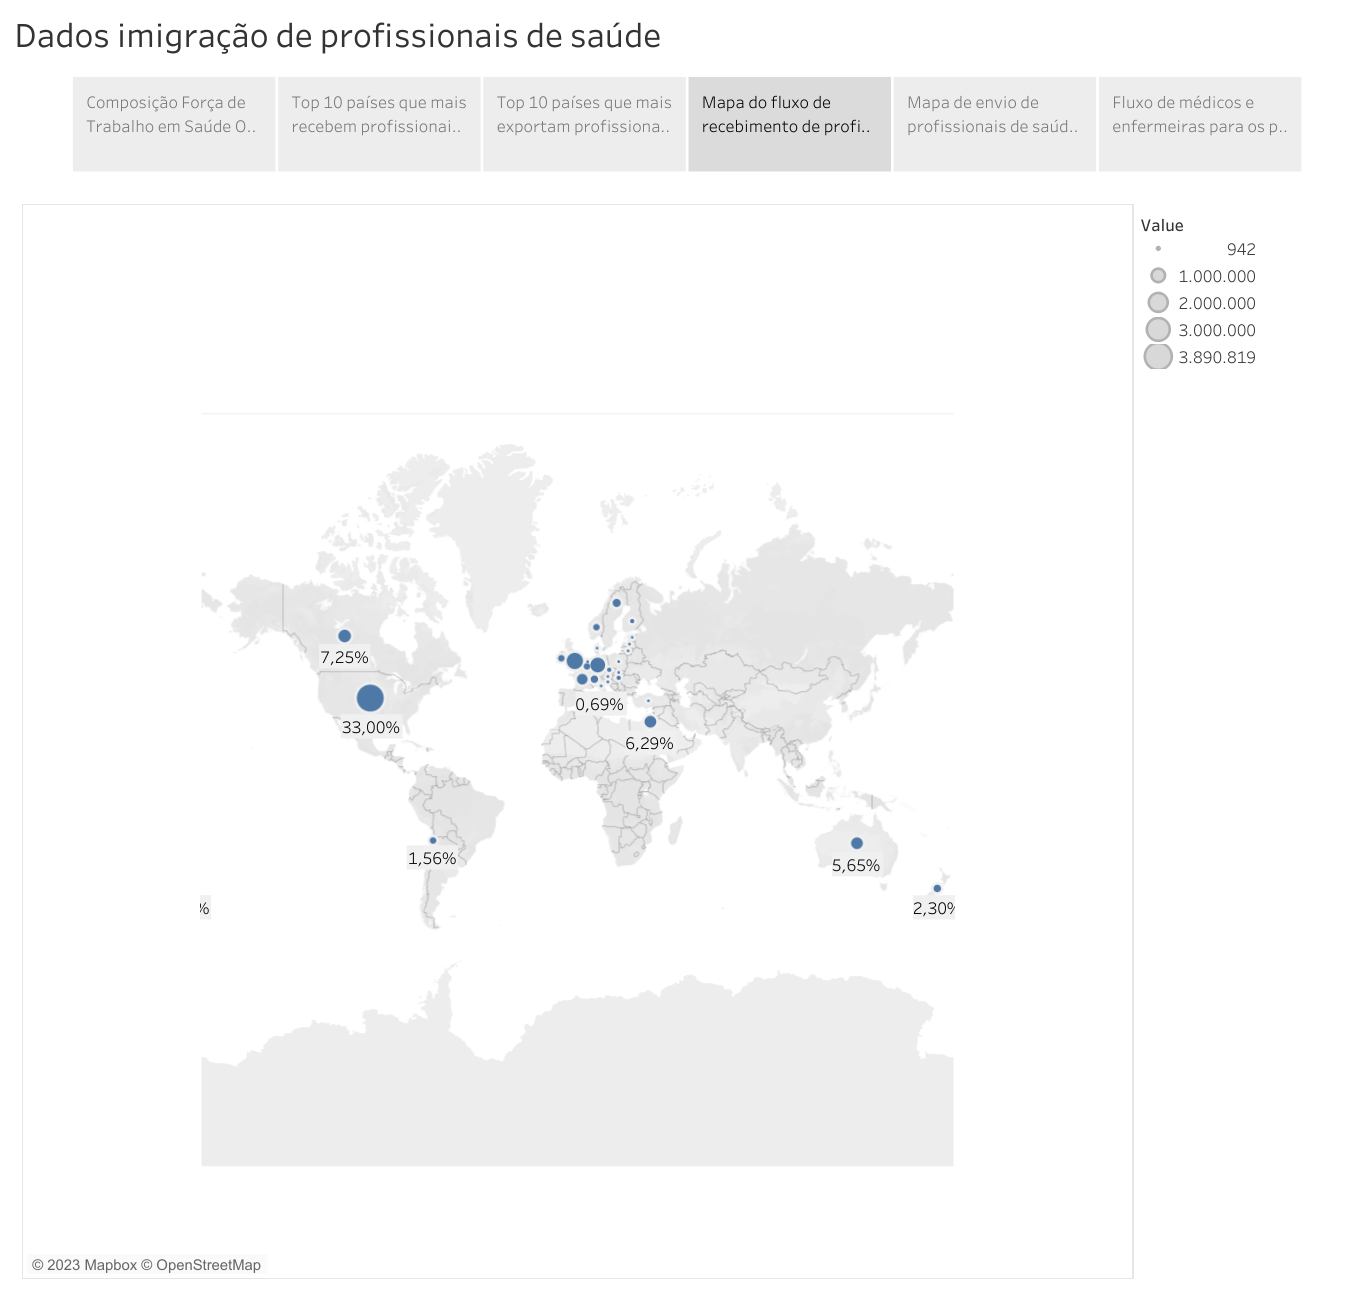 Dados imigração de profissionais de saúde
Composição Força de
Trabalho em Saúde O..
Top 10 países que mais
recebem profissionai..
Top 10 países que mais
exportam profissiona..
Mapa do fluxo de
recebimento de profi..
Mapa de envio de
profissionais de saúd..
Fluxo de médicos e
enfermeiras para os p..
Value
942
1.000.000
2.000.000
3.000.000
3.890.819
7,25%
33,00%
0,69%
6,29%
1,56%
5,65%
%
2,30%
© 2023 Mapbox © OpenStreetMap